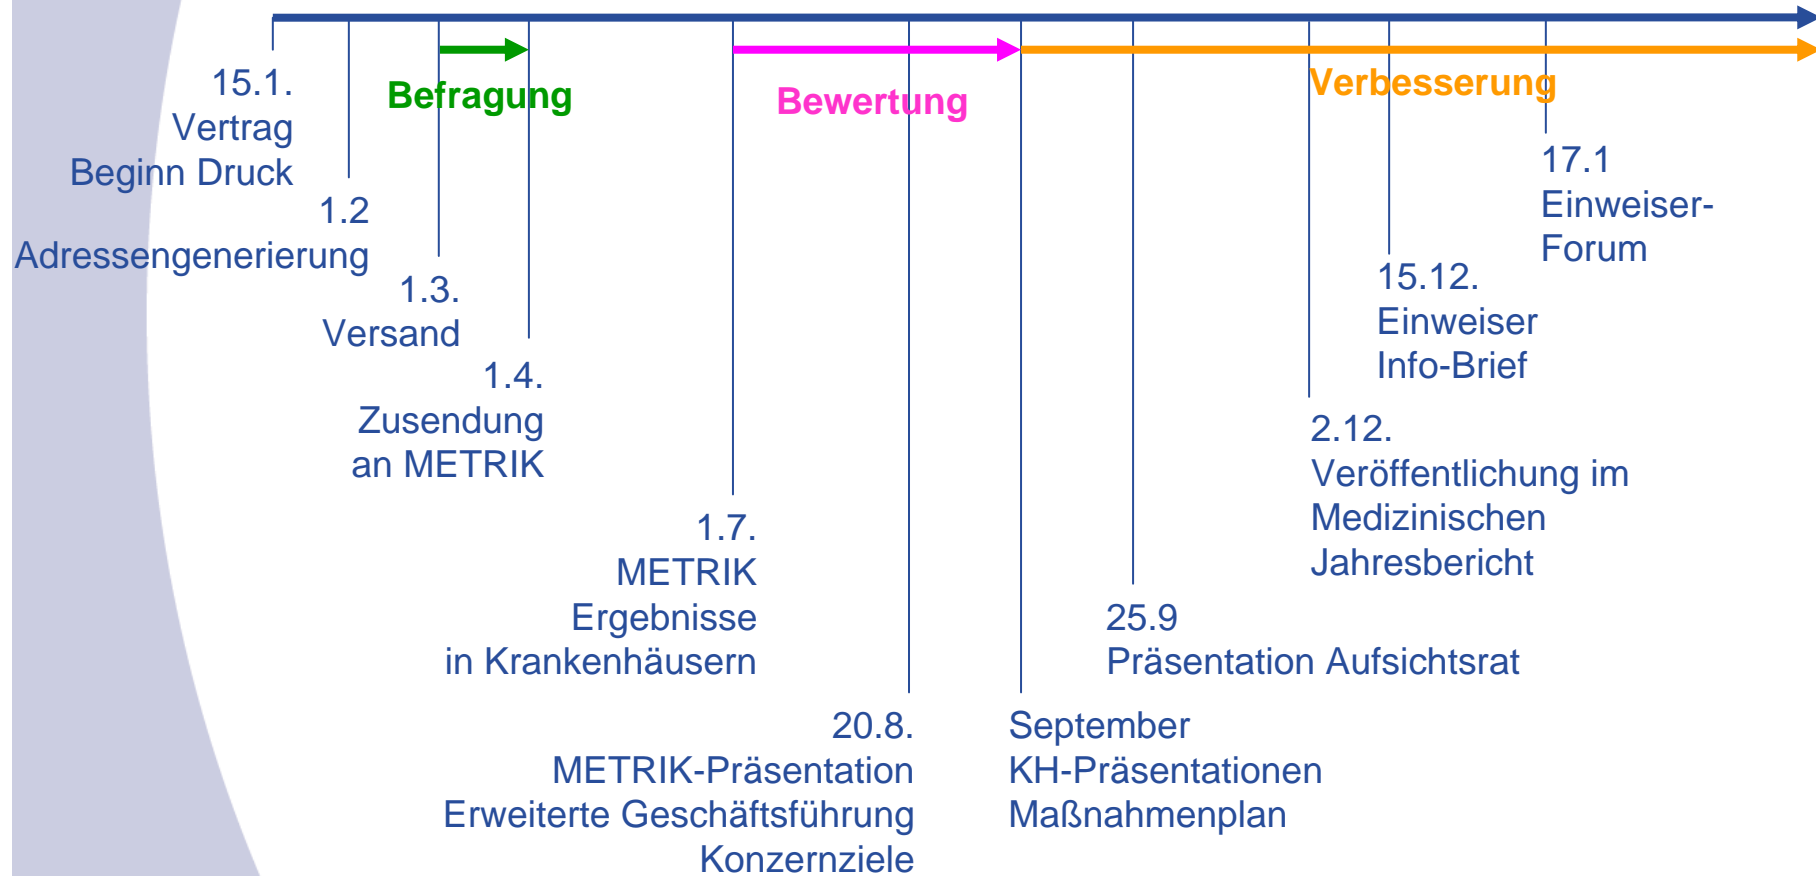 Befragung
Bewertung
Verbesserung
15.1.
Vertrag
Beginn Druck
1.2
Adressengenerierung
1.3.
Versand
1.4.
Zusendung
an METRIK
1.7.
METRIK
Ergebnisse
in Krankenhäusern
20.8.
METRIK-Präsentation
Erweiterte Geschäftsführung
Konzernziele
September
KH-Präsentationen
Maßnahmenplan
25.9
Präsentation Aufsichtsrat
2.12.
Veröffentlichung im
Medizinischen
Jahresbericht
15.12.
Einweiser
Info-Brief
17.1
Einweiser-
Forum